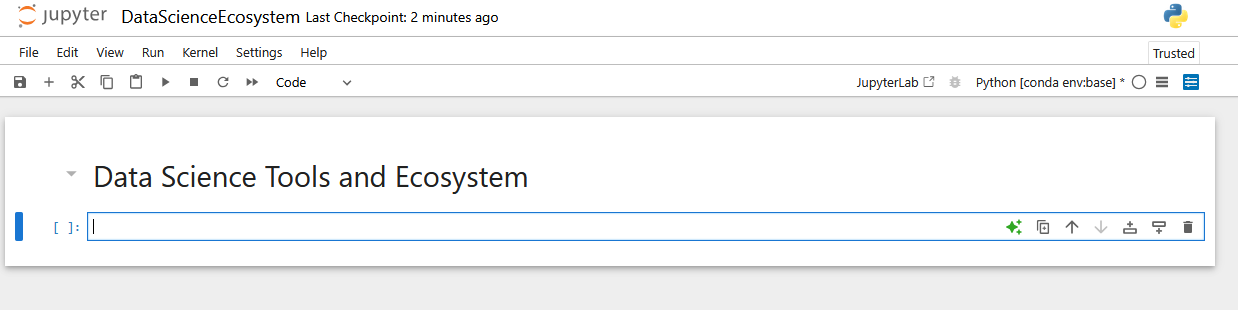 jupyter DataScienceEcosystem Last Checkpoint: 2 minutes ago
File Edit View Run Kernel Settings Help Trusted
Code JupyterLab Python [conda env:base] *
Data Science Tools and Ecosystem
[ ]: